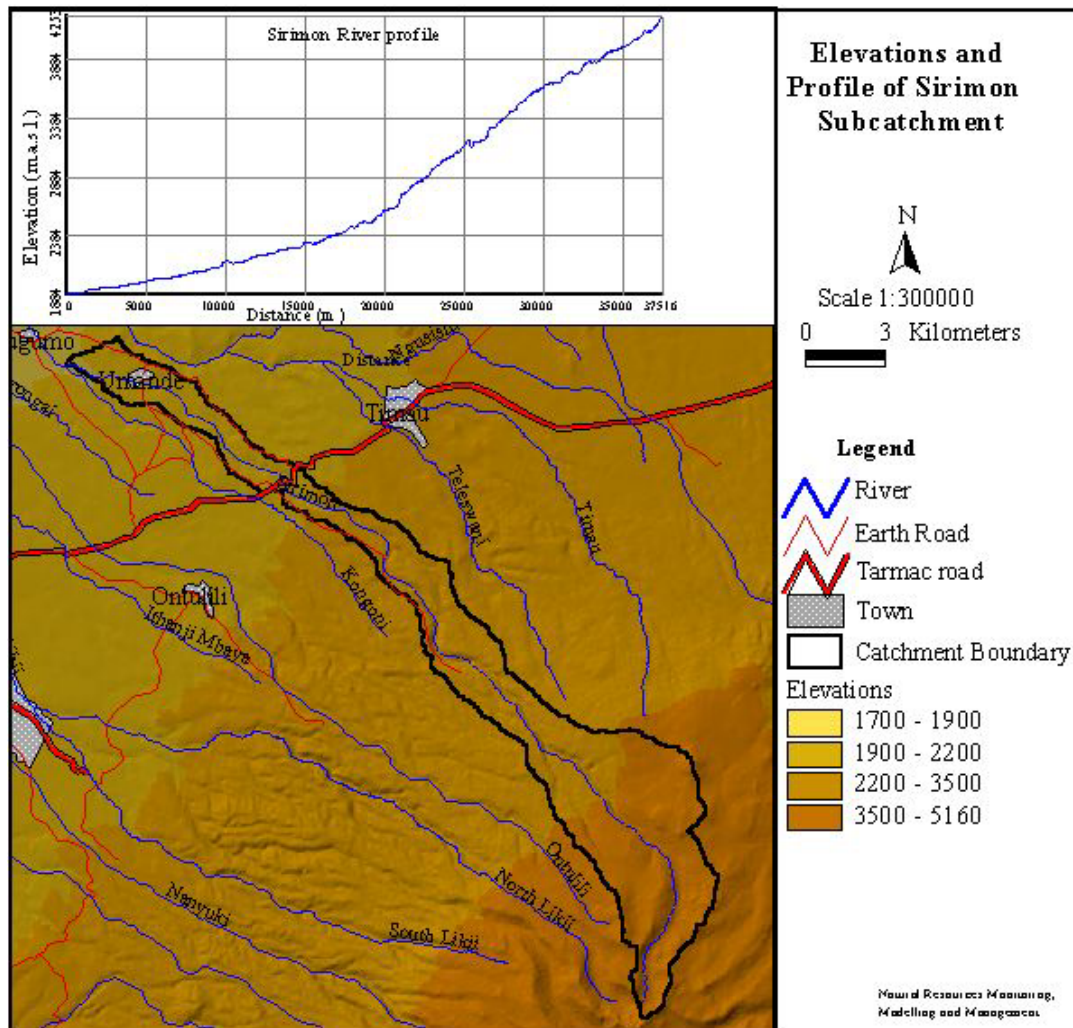 Sirimon River profile
Elevation (m.a.s.l.)
4253
3884
3384
2884
2384
1884
0 5000 10000 15000 20000 25000 30000 35000 37516
Distance (m )
Elevations and
Profile of Sirimon
Subcatchment
N
Scale 1:300000
0 3 Kilometers
Legend
River
Earth Road
Tarmac road
Town
Catchment Boundary
Elevations
1700 - 1900
1900 - 2200
2200 - 3500
3500 - 5160
ugumo
Umande
rongai
Ngusishi
Distance
Timau
Sirimon
Teleswani
Timau
Kongoni
Ontulili
Ithanji Mbaya
Ontulili
North Likii
South Likii
Nanyuki
Natural Resources Monitoring,
Modelling and Management